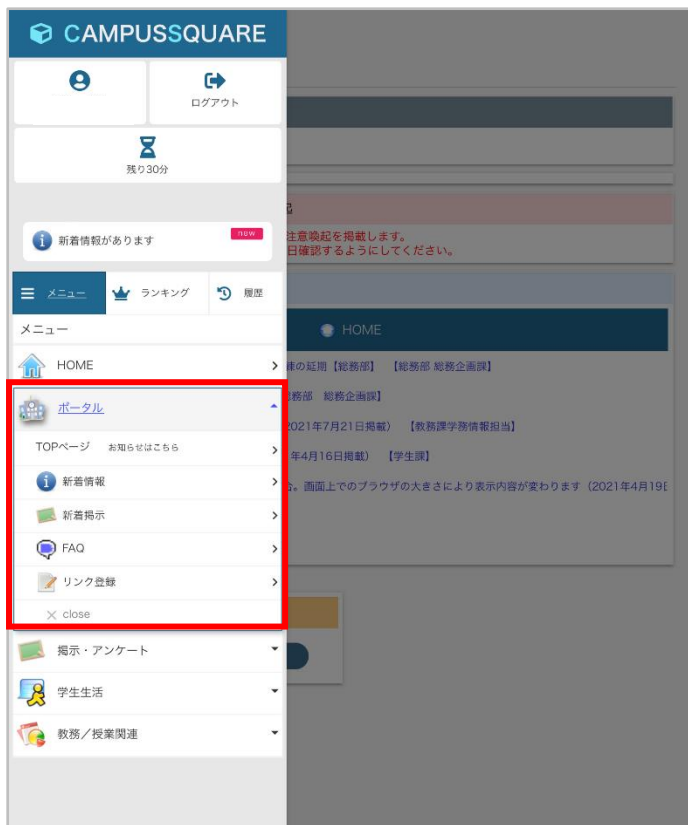 CAMPUSSQUARE
ログアウト
残り30分
新着情報があります new
メニュー ランキング 履歴
メニュー
HOME
ポータル
TOPページ お知らせはこちら
新着情報
新着掲示
FAQ
リンク登録
× close
掲示・アンケート
学生生活
教務／授業関連
注意喚起を掲載します。
日確認するようにしてください。
HOME
の延期【総務部】 【総務部 総務企画課】
総務部 総務企画課】
2021年7月21日掲載） 【教務課学務情報担当】
年4月16日掲載） 【学生課】
。画面上でのブラウザの大きさにより表示内容が変わります（2021年4月19日